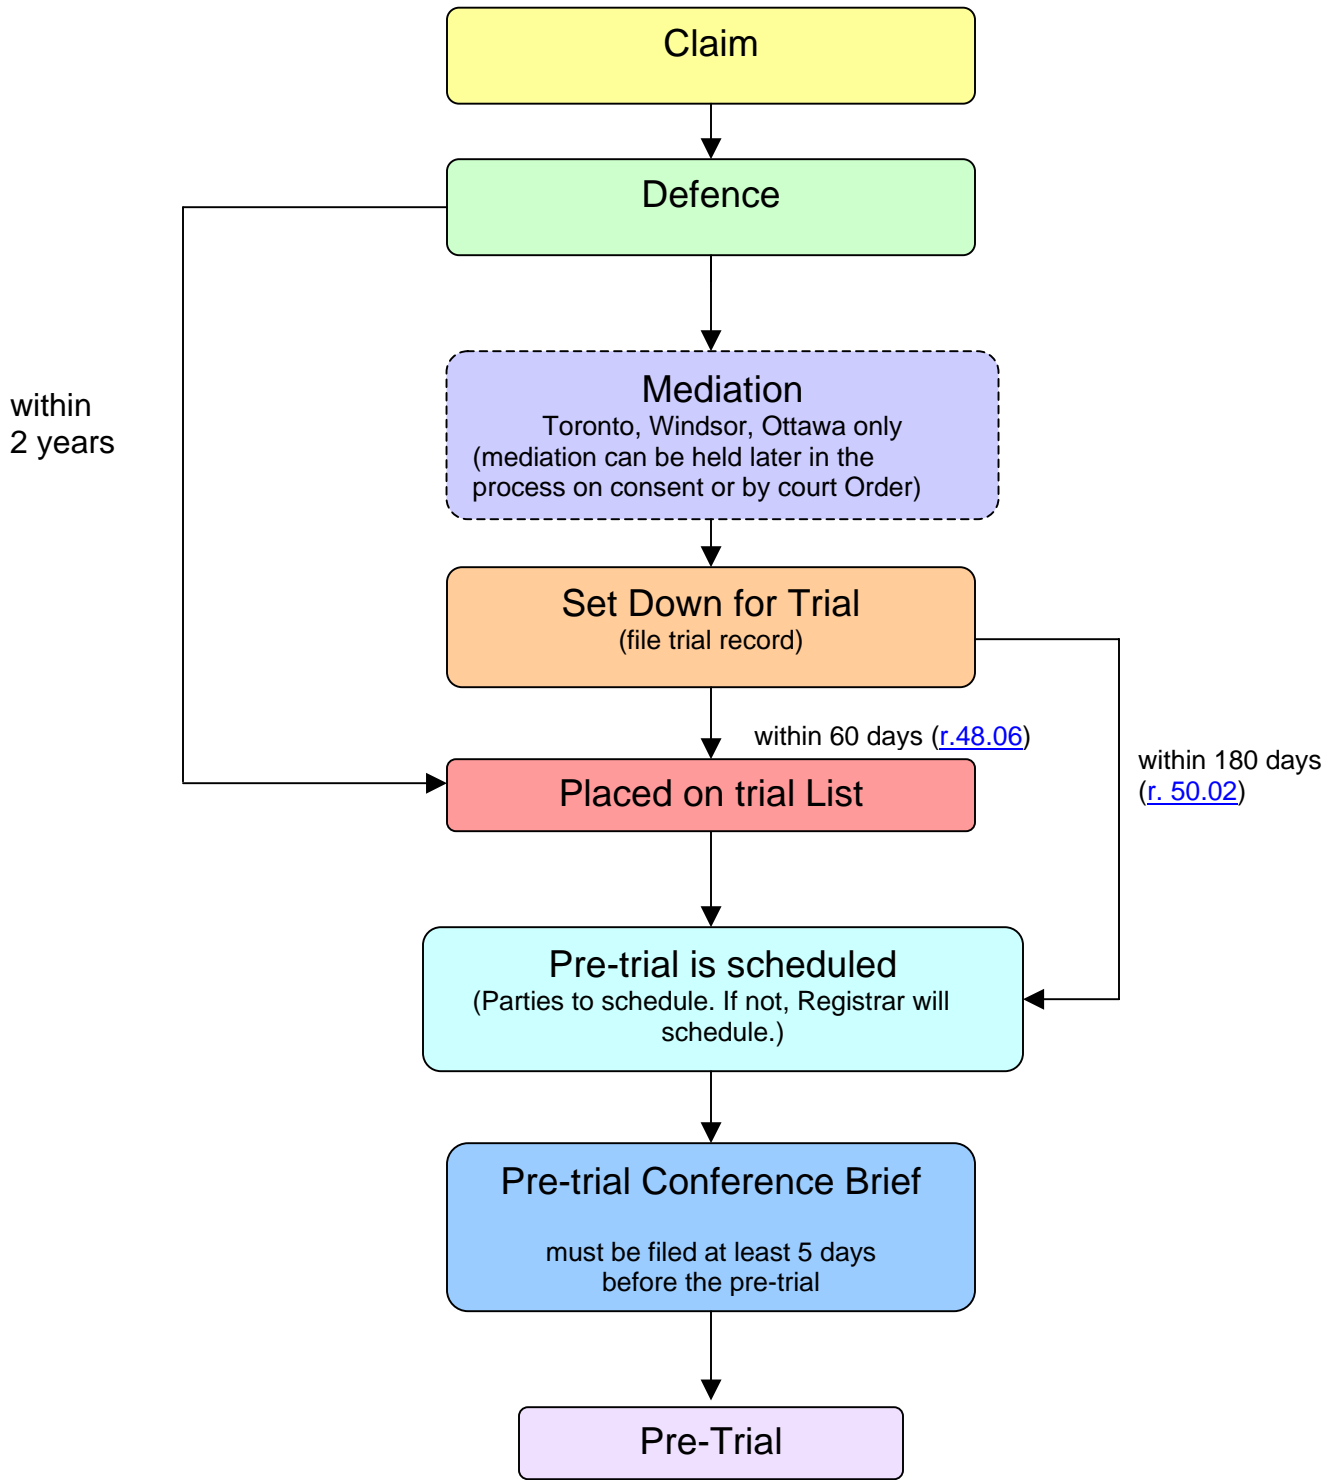 Claim
Defence
within
2 years
Mediation
Toronto, Windsor, Ottawa only
(mediation can be held later in the
process on consent or by court Order)
Set Down for Trial
(file trial record)
within 60 days (r.48.06)
within 180 days
(r. 50.02)
Placed on trial List
Pre-trial is scheduled
(Parties to schedule. If not, Registrar will
schedule.)
Pre-trial Conference Brief
must be filed at least 5 days
before the pre-trial
Pre-Trial